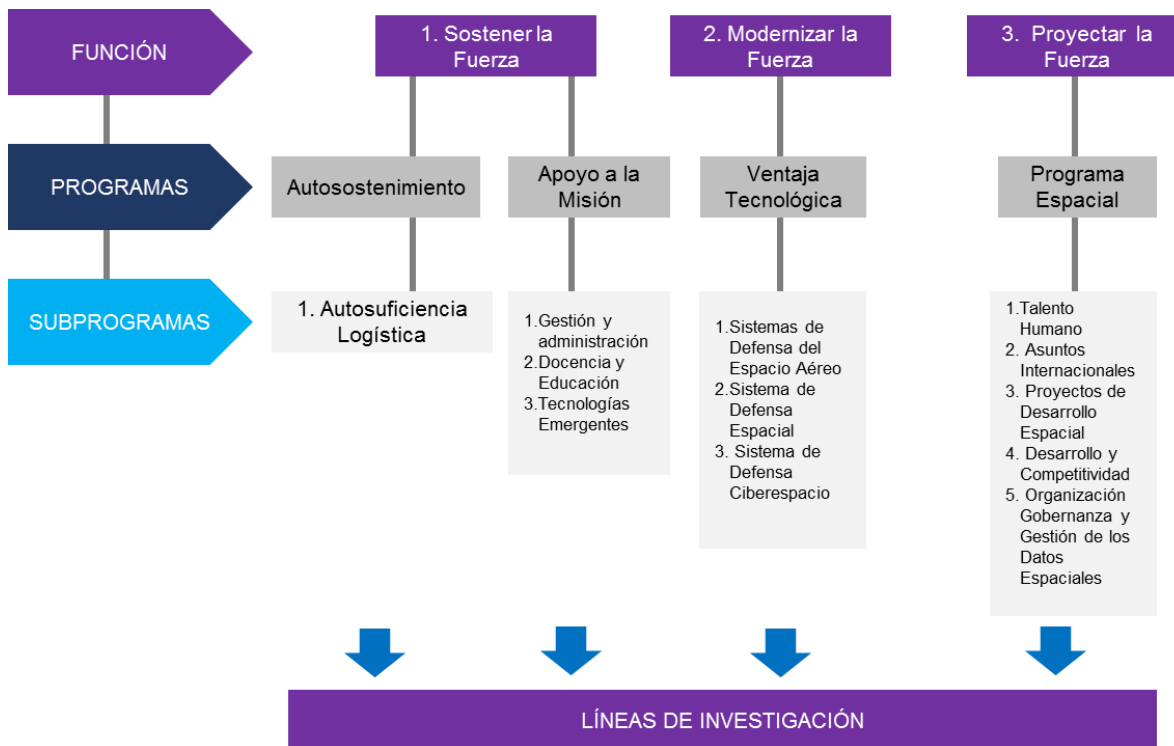 FUNCIÓN
1. Sostener la
Fuerza
2. Modernizar la
Fuerza
3. Proyectar la
Fuerza
PROGRAMAS
Autosostenimiento
Apoyo a la
Misión
Ventaja
Tecnológica
Programa
Espacial
SUBPROGRAMAS
1. Autosuficiencia
Logística
1.Gestión y
administración
2.Docencia y
Educación
3.Tecnologías
Emergentes
1.Sistemas de
Defensa del
Espacio Aéreo
2.Sistema de
Defensa
Espacial
3. Sistema de
Defensa
Ciberespacio
1.Talento
Humano
2. Asuntos
Internacionales
3. Proyectos de
Desarrollo
Espacial
4. Desarrollo y
Competitividad
5. Organización
Gobernanza y
Gestión de los
Datos
Espaciales
LÍNEAS DE INVESTIGACIÓN